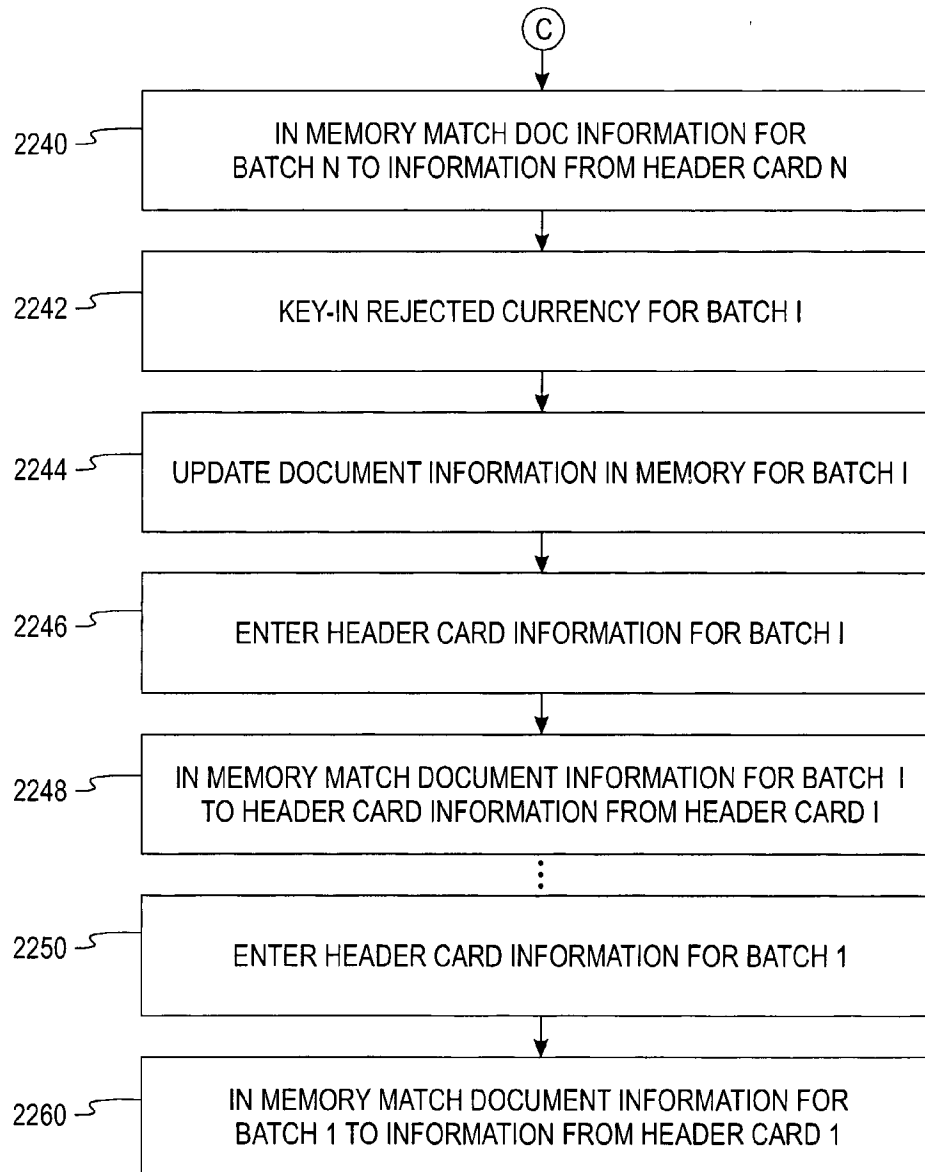 C
2240
IN MEMORY MATCH DOC INFORMATION FOR
BATCH N TO INFORMATION FROM HEADER CARD N
2242
KEY-IN REJECTED CURRENCY FOR BATCH I
2244
UPDATE DOCUMENT INFORMATION IN MEMORY FOR BATCH I
2246
ENTER HEADER CARD INFORMATION FOR BATCH I
2248
IN MEMORY MATCH DOCUMENT INFORMATION FOR BATCH I
TO HEADER CARD INFORMATION FROM HEADER CARD I
2250
ENTER HEADER CARD INFORMATION FOR BATCH 1
2260
IN MEMORY MATCH DOCUMENT INFORMATION FOR
BATCH 1 TO INFORMATION FROM HEADER CARD 1